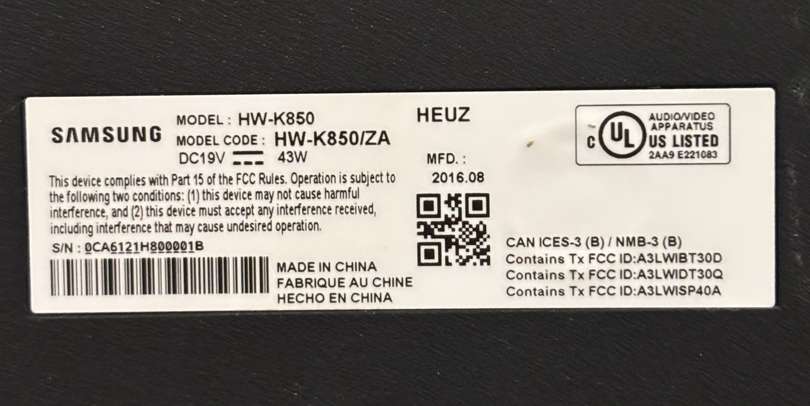 SAMSUNG
MODEL : HW-K850
MODEL CODE : HW-K850/ZA
DC19V 43W
This device complies with Part 15 of the FCC Rules. Operation is subject to
the following two conditions: (1) this device may not cause harmful
interference, and (2) this device must accept any interference received,
including interference that may cause undesired operation.
S/N : 0CA6121H800001B
MADE IN CHINA
FABRIQUE AU CHINE
HECHO EN CHINA
HEUZ
MFD. :
2016.08
c UL
AUDIO/VIDEO
APPARATUS
US LISTED
2AA9 E221083
CAN ICES-3 (B) / NMB-3 (B)
Contains Tx FCC ID:A3LWIBT30D
Contains Tx FCC ID:A3LWIDT30Q
Contains Tx FCC ID:A3LWISP40A